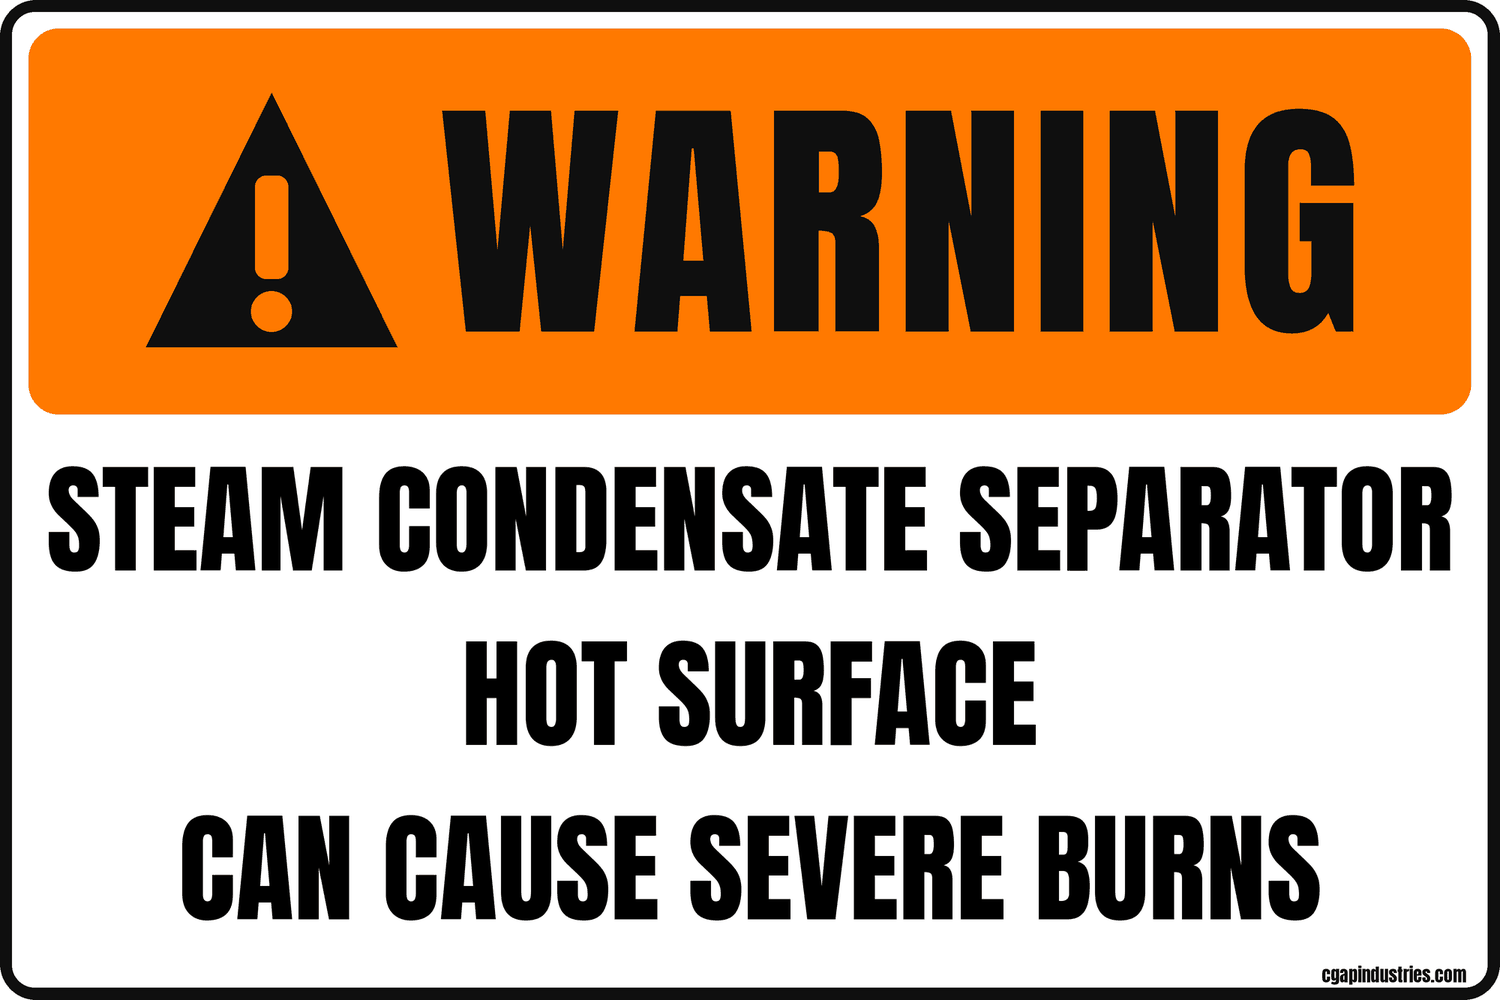 WARNING
STEAM CONDENSATE SEPARATOR
HOT SURFACE
CAN CAUSE SEVERE BURNS
cgapindustries.com